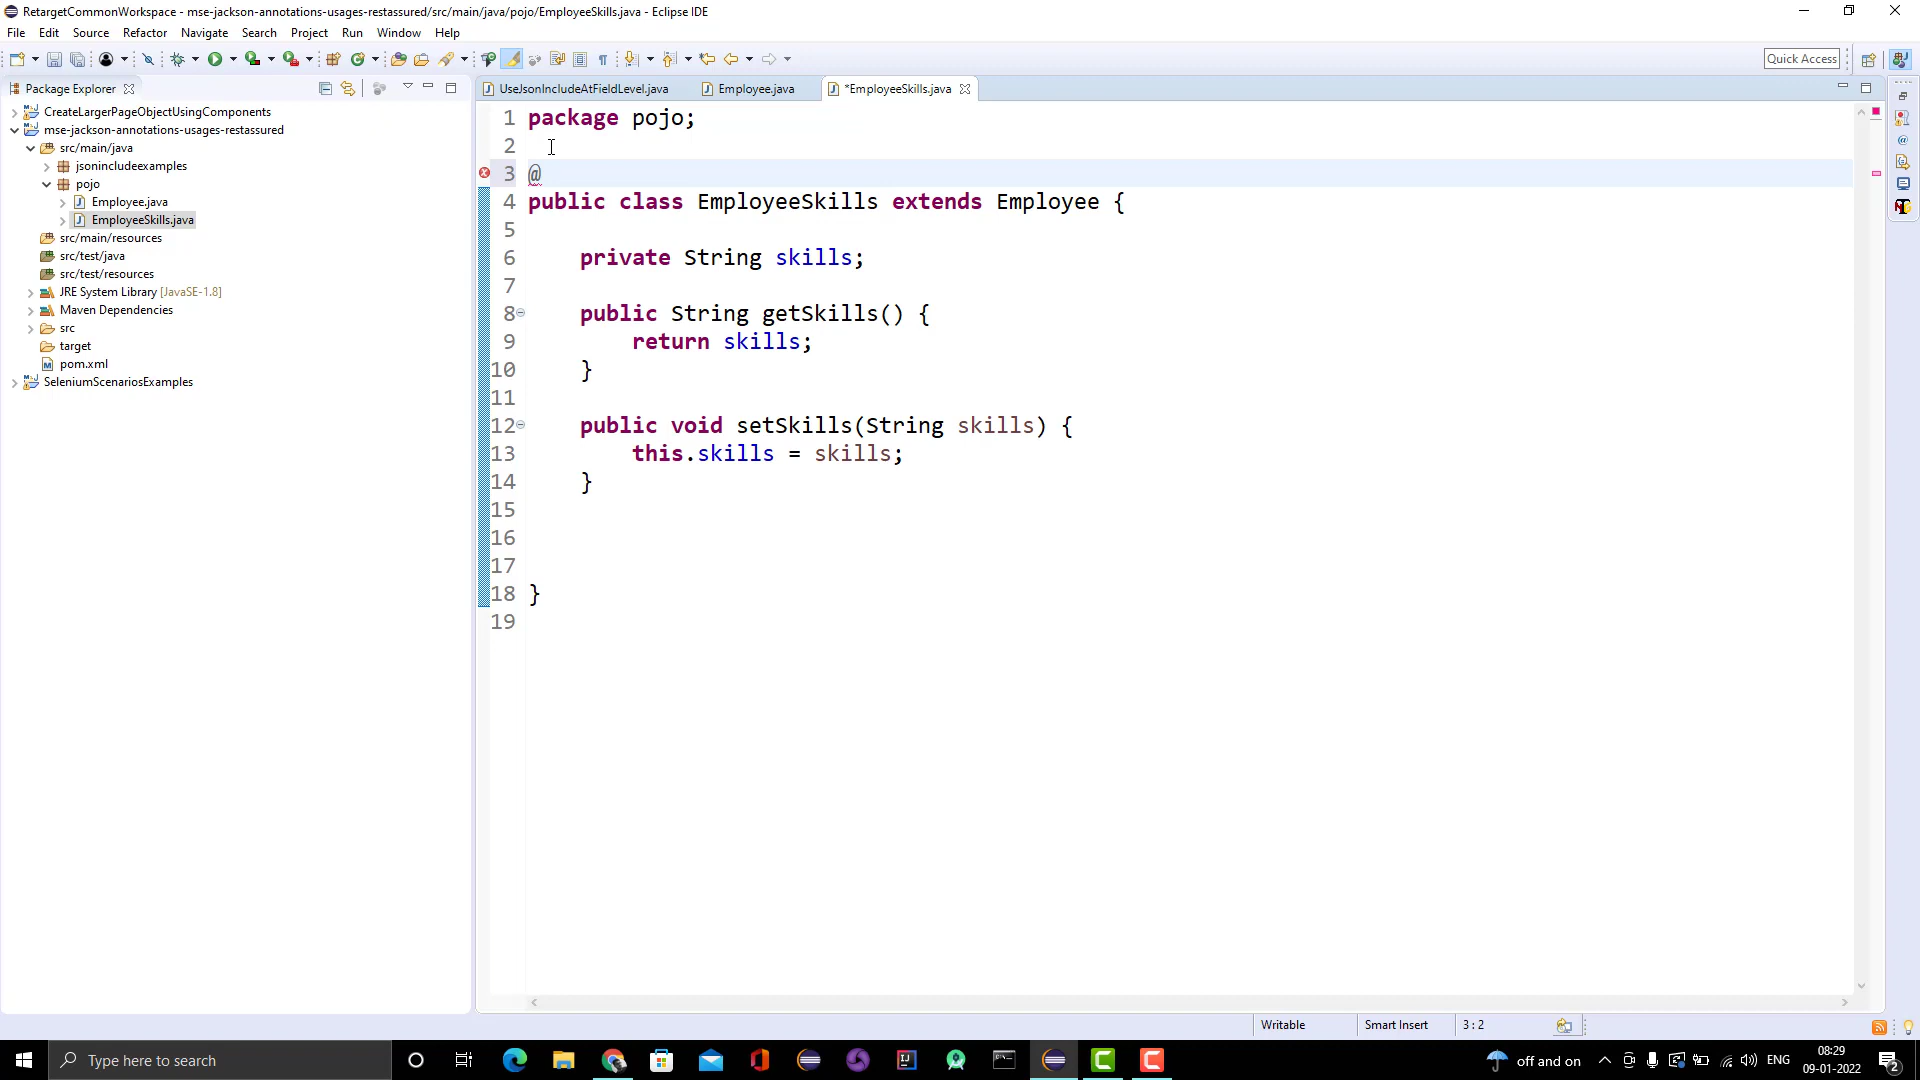 RetargetCommonWorkspace - mse-jackson-annotations-usages-restassured/src/main/java/pojo/EmployeeSkills.java - Eclipse IDE
File Edit Source Refactor Navigate Search Project Run Window Help
Quick Access
Package Explorer
CreateLargerPageObjectUsingComponents
mse-jackson-annotations-usages-restassured
src/main/java
jsonincludeexamples
pojo
Employee.java
EmployeeSkills.java
src/main/resources
src/test/java
src/test/resources
JRE System Library [JavaSE-1.8]
Maven Dependencies
src
target
pom.xml
SeleniumScenariosExamples
UseJsonIncludeAtFieldLevel.java Employee.java *EmployeeSkills.java
1 package pojo;
2
3 @
4 public class EmployeeSkills extends Employee {
5
6 private String skills;
7
8 public String getSkills() {
9 return skills;
10 }
11
12 public void setSkills(String skills) {
13 this.skills = skills;
14 }
15
16
17
18 }
19
Writable Smart Insert 3 : 2
Type here to search
off and on
ENG
08:29
09-01-2022
2